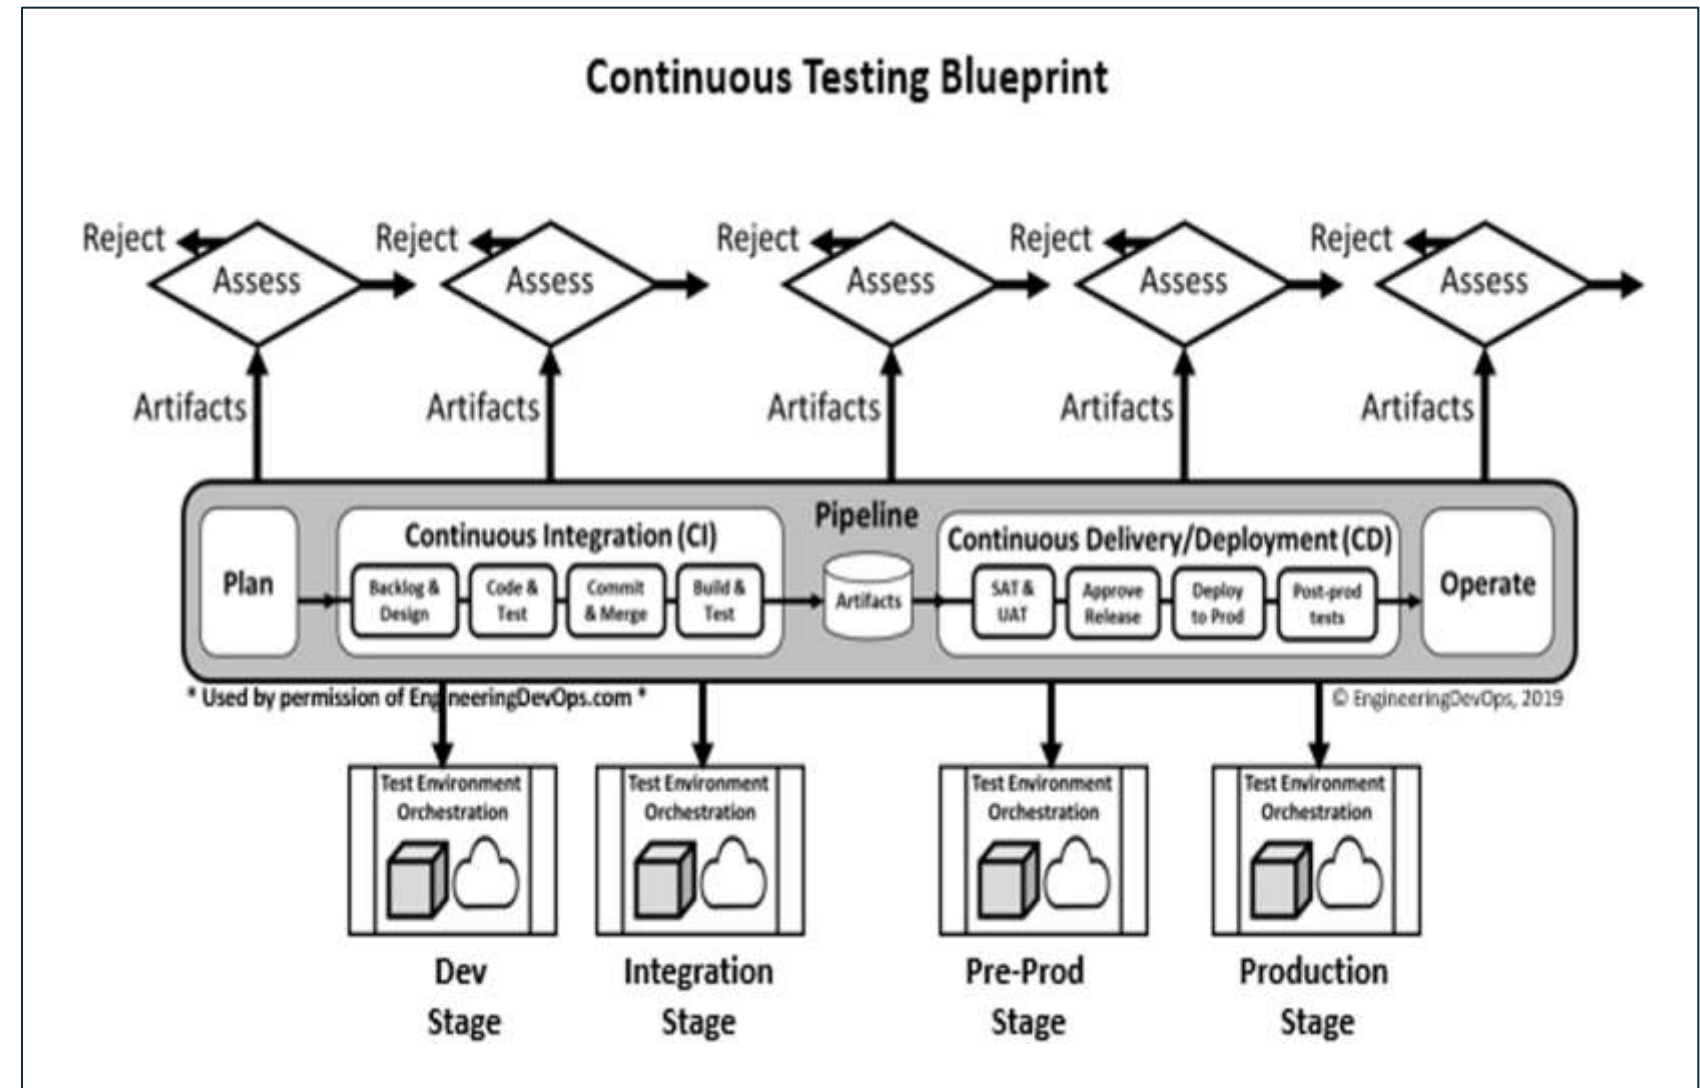 Continuous Testing Blueprint
Reject
Reject
Reject
Reject
Reject
Assess
Assess
Assess
Assess
Assess
Artifacts
Artifacts
Artifacts
Artifacts
Artifacts
Pipeline
Plan
Continuous Integration (CI)
Backlog &
Design
Code &
Test
Commit
& Merge
Build &
Test
Artifacts
Continuous Delivery/Deployment (CD)
SAT &
UAT
Approve
Release
Deploy
to Prod
Post-prod
tests
Operate
* Used by permission of EngineeringDevOps.com *
© EngineeringDevOps, 2019
Test Environment
Orchestration
Test Environment
Orchestration
Test Environment
Orchestration
Test Environment
Orchestration
Dev
Stage
Integration
Stage
Pre-Prod
Stage
Production
Stage